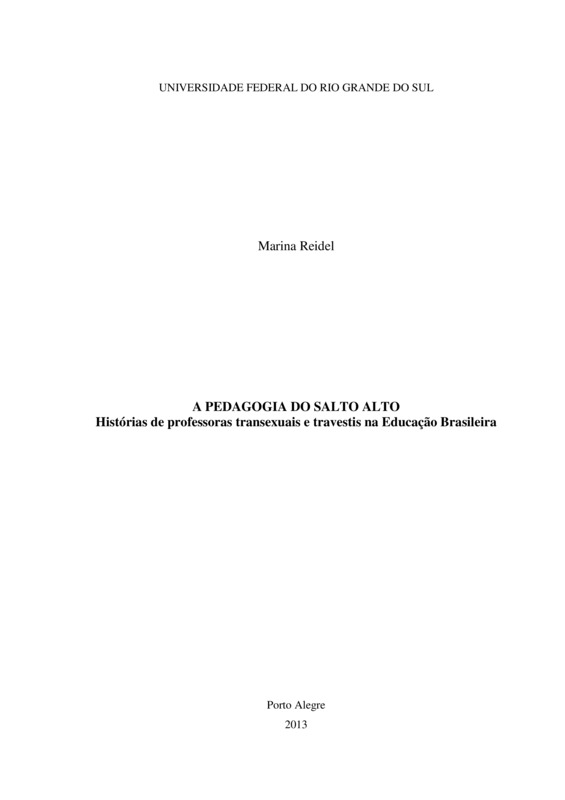 UNIVERSIDADE FEDERAL DO RIO GRANDE DO SUL
Marina Reidel
A PEDAGOGIA DO SALTO ALTO
Histórias de professoras transexuais e travestis na Educação Brasileira
Porto Alegre
2013